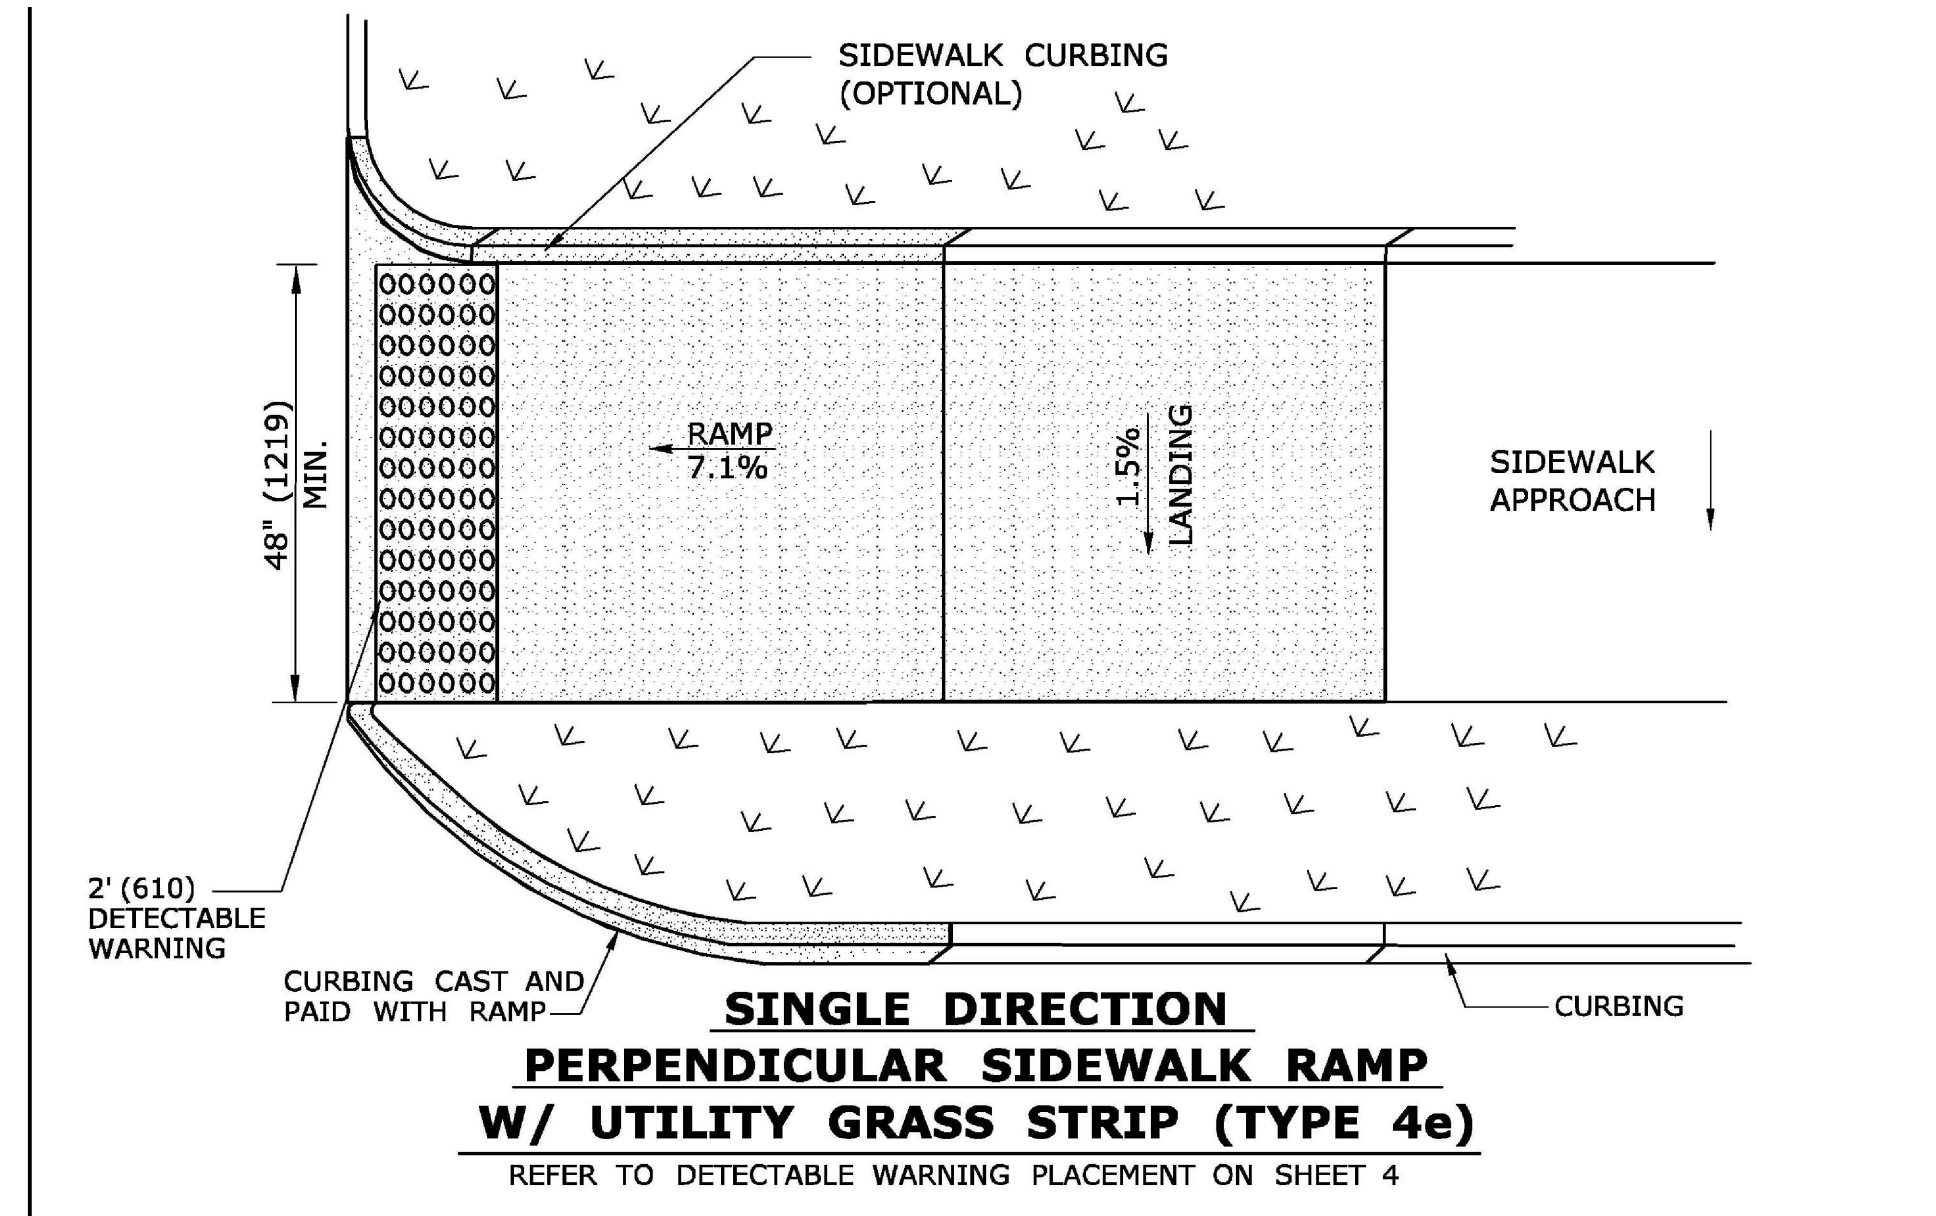 SIDEWALK CURBING
(OPTIONAL)
48" (1219)
MIN.
RAMP
7.1%
1.5%
LANDING
SIDEWALK
APPROACH
2' (610)
DETECTABLE
WARNING
CURBING CAST AND
PAID WITH RAMP
CURBING
SINGLE DIRECTION
PERPENDICULAR SIDEWALK RAMP
W/ UTILITY GRASS STRIP (TYPE 4e)
REFER TO DETECTABLE WARNING PLACEMENT ON SHEET 4